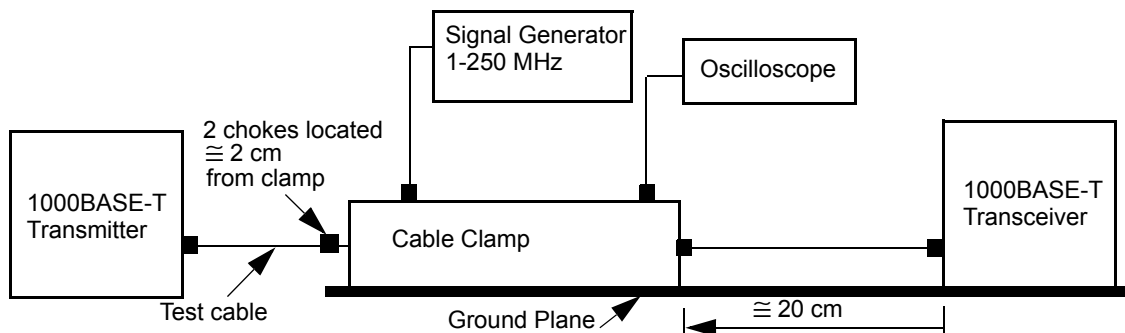 Signal Generator
1-250 MHz
Oscilloscope
2 chokes located
≅ 2 cm
from clamp
1000BASE-T
Transmitter
1000BASE-T
Transceiver
Cable Clamp
Test cable
Ground Plane
≅ 20 cm